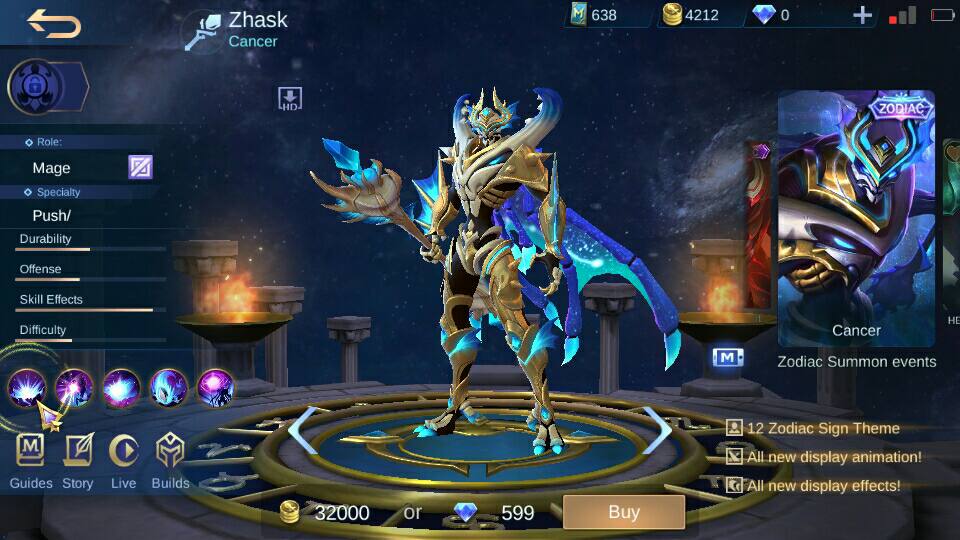 Zhask
Cancer
638
4212
0
HD
Role:
Mage
Specialty
Push/
Durability
Offense
Skill Effects
Difficulty
ZODIAC
Cancer
HD
M
Zodiac Summon events
12 Zodiac Sign Theme
All new display animation!
All new display effects!
Guides
Story
Live
Builds
32000
or
599
Buy